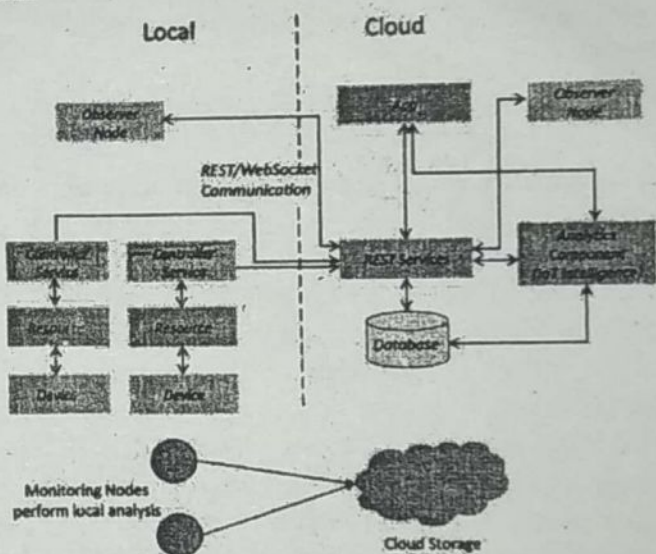 Local
Cloud
Observer
Node
App
Observer
Node
REST/WebSocket
Communication
Controller
Service
Controller
Service
REST Services
Analytics
Component
(IoT Intelligence)
Resource
Resource
Database
Device
Device
Monitoring Nodes
perform local analysis
Cloud Storage